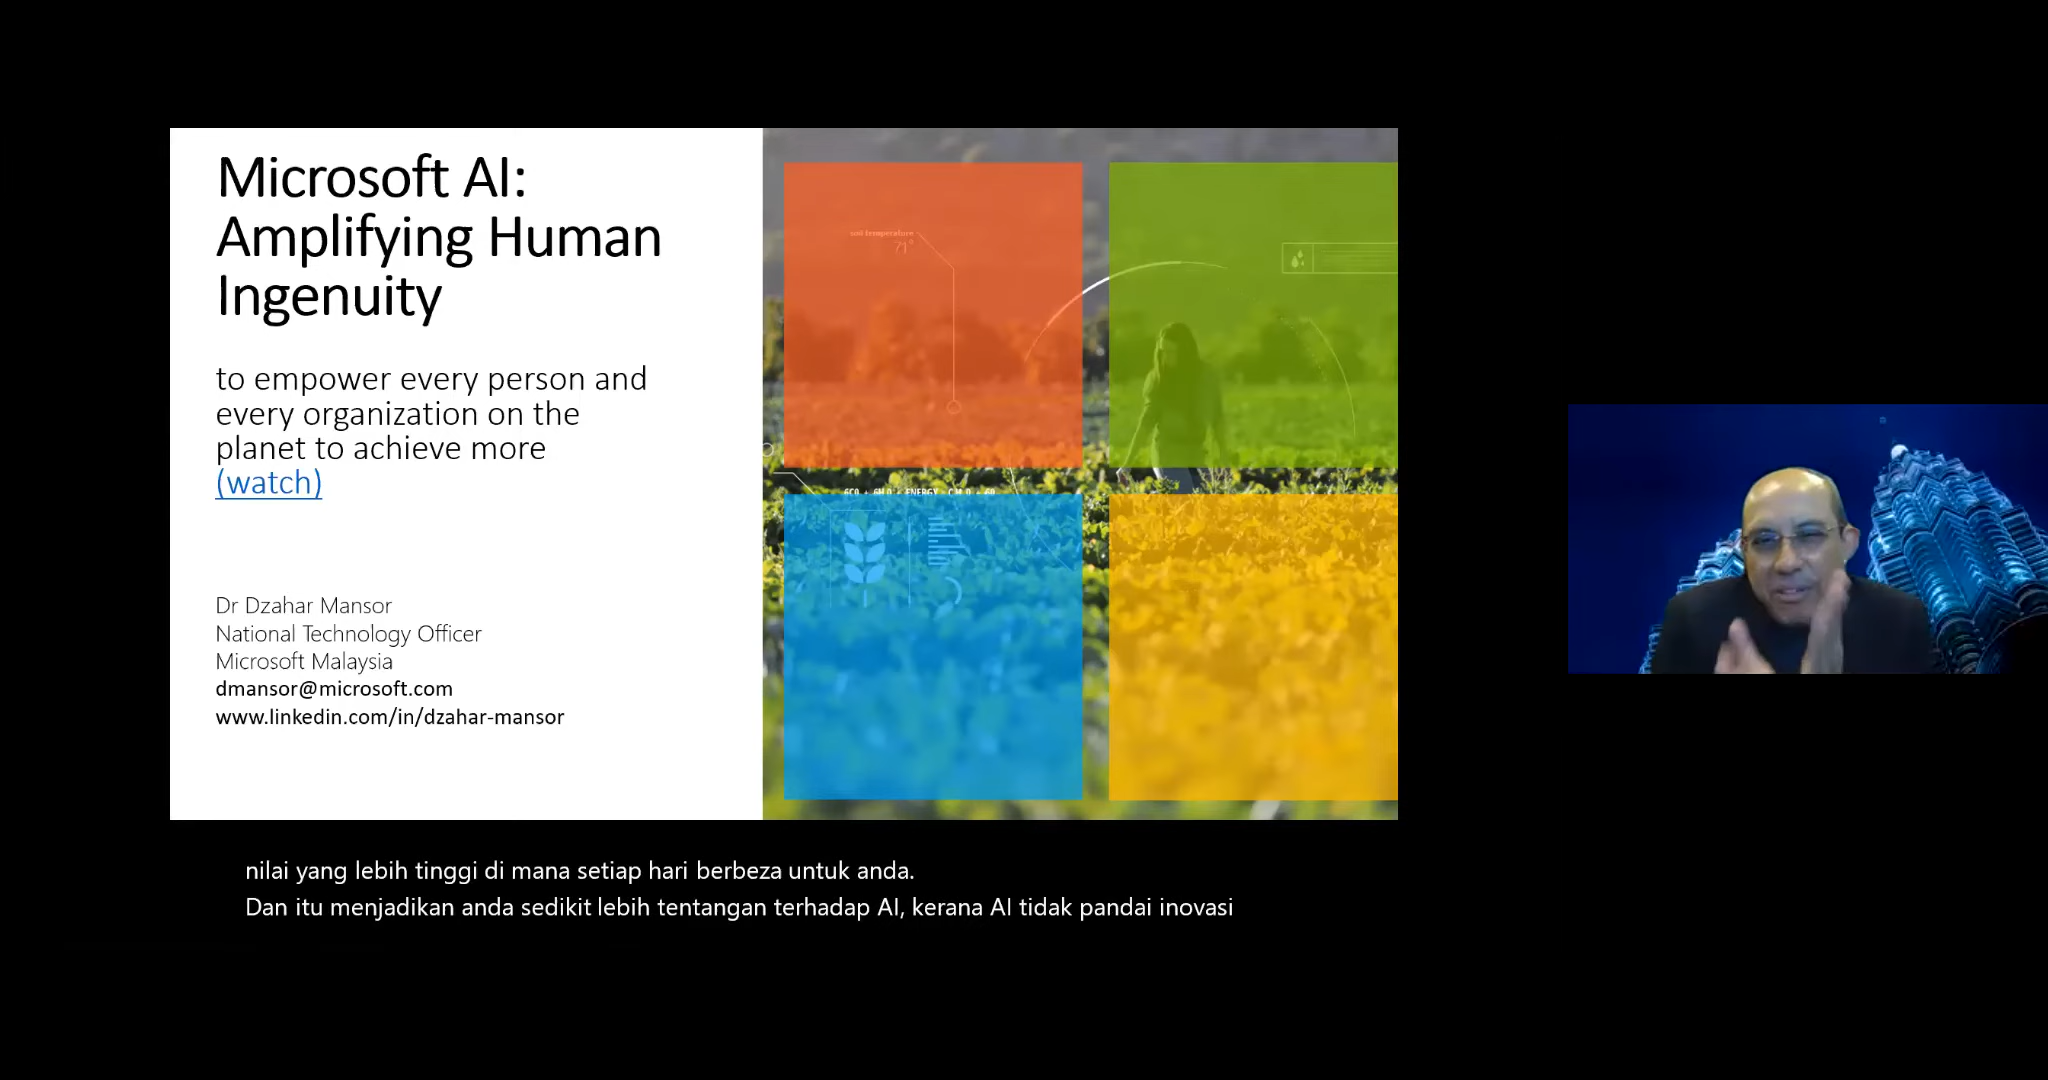 Microsoft AI:
Amplifying Human
Ingenuity
to empower every person and
every organization on the
planet to achieve more
(watch)
Dr Dzahar Mansor
National Technology Officer
Microsoft Malaysia
dmansor@microsoft.com
www.linkedin.com/in/dzahar-mansor
soil temperature
71°
nilai yang lebih tinggi di mana setiap hari berbeza untuk anda.
Dan itu menjadikan anda sedikit lebih tentangan terhadap AI, kerana AI tidak pandai inovasi